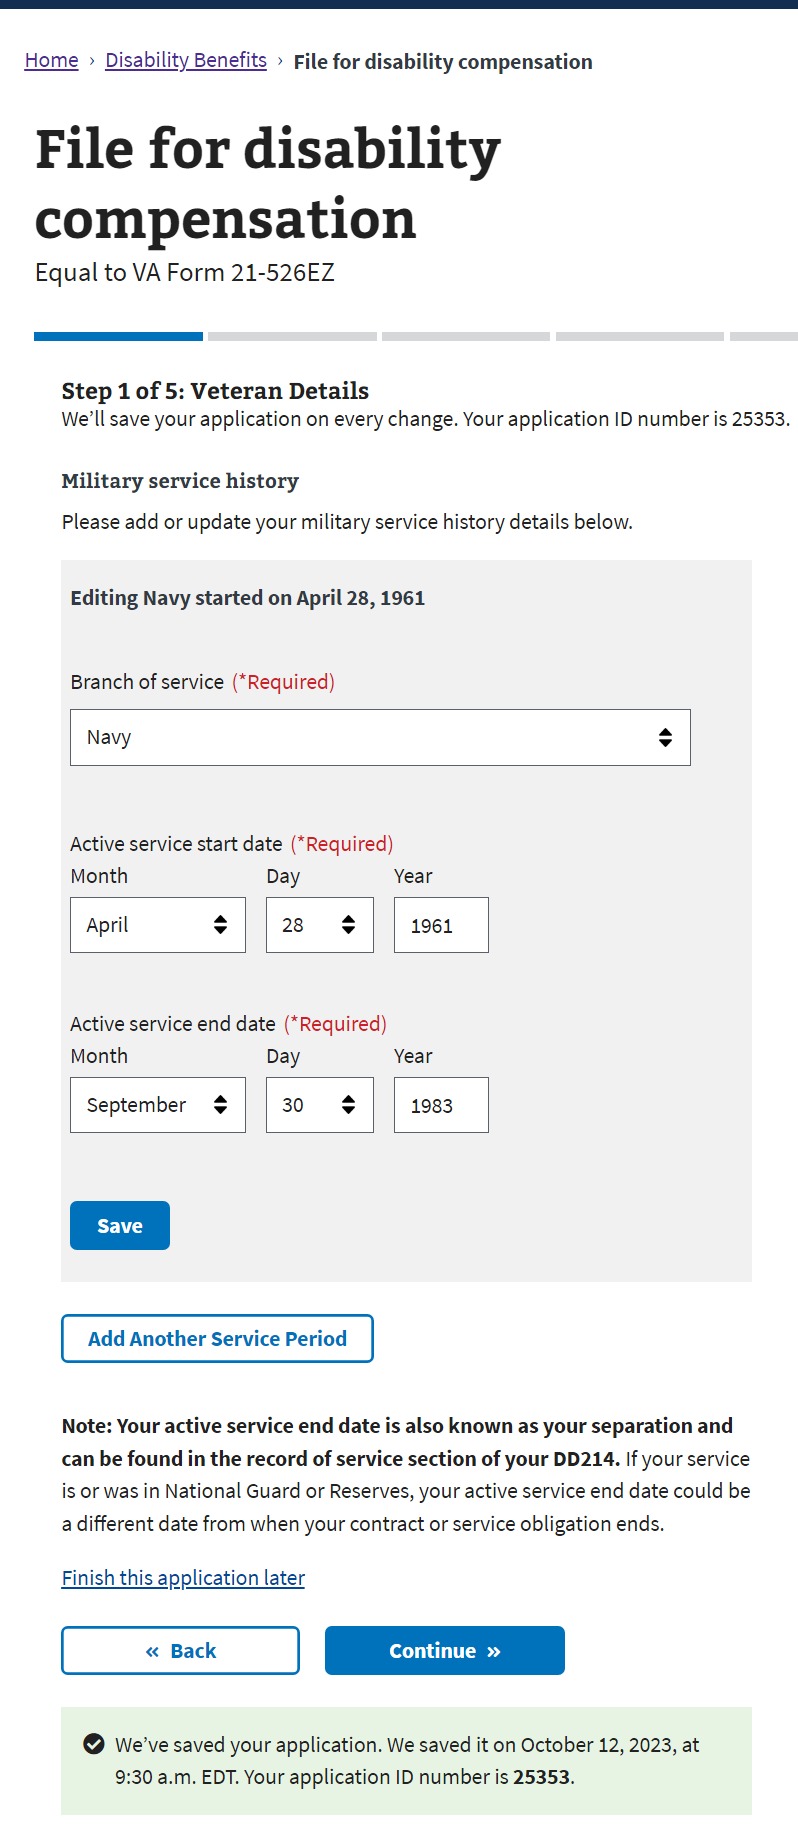 Home › Disability Benefits › File for disability compensation
File for disability
compensation
Equal to VA Form 21-526EZ
Step 1 of 5: Veteran Details
We’ll save your application on every change. Your application ID number is 25353.
Military service history
Please add or update your military service history details below.
Editing Navy started on April 28, 1961
Branch of service (*Required)
Navy
Active service start date (*Required)
Month Day Year
April 28 1961
Active service end date (*Required)
Month Day Year
September 30 1983
Save
Add Another Service Period
Note: Your active service end date is also known as your separation and
can be found in the record of service section of your DD214. If your service
is or was in National Guard or Reserves, your active service end date could be
a different date from when your contract or service obligation ends.
Finish this application later
« Back Continue »
We’ve saved your application. We saved it on October 12, 2023, at
9:30 a.m. EDT. Your application ID number is 25353.